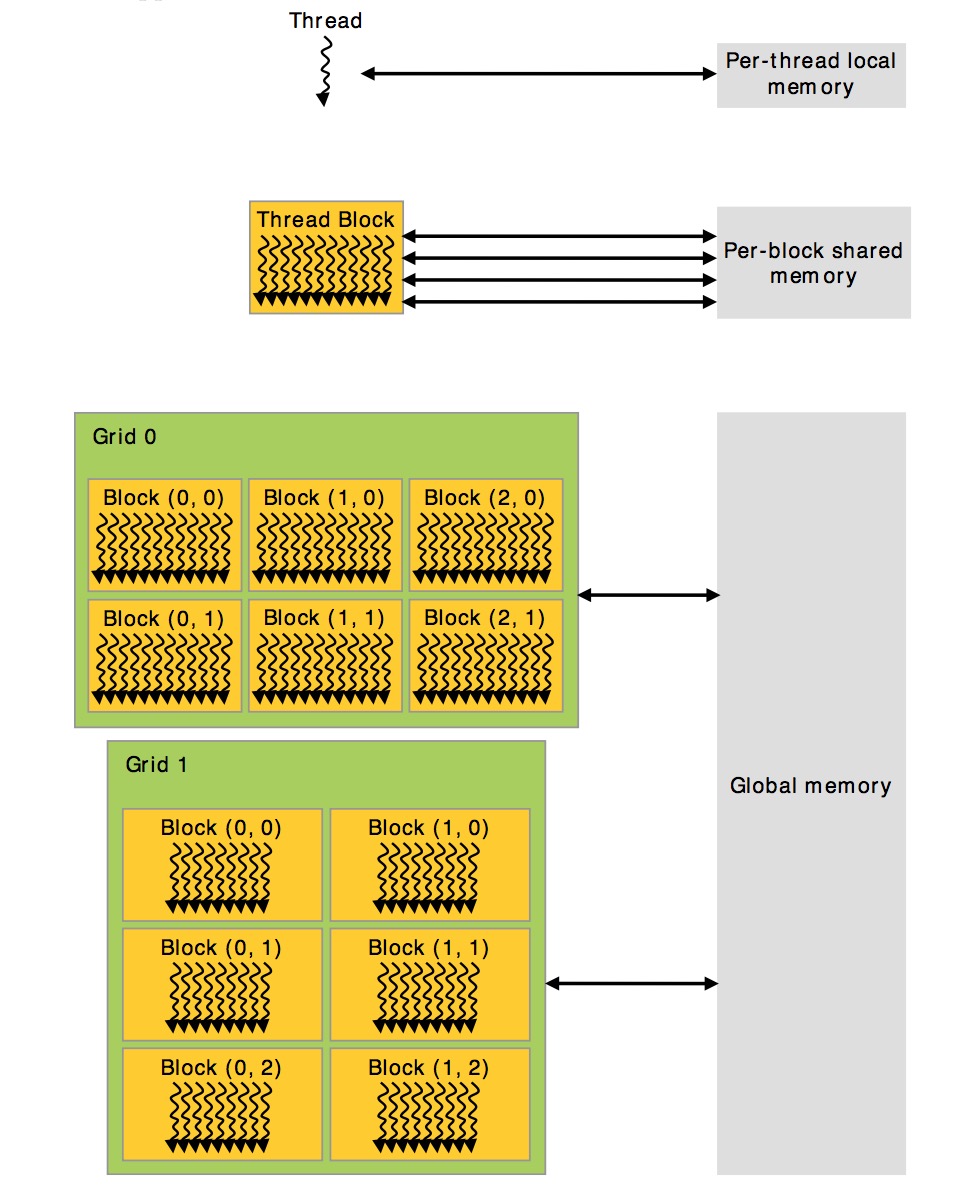 Thread
Per-thread local
memory
Thread Block
Per-block shared
memory
Grid 0
Block (0, 0)
Block (1, 0)
Block (2, 0)
Block (0, 1)
Block (1, 1)
Block (2, 1)
Grid 1
Block (0, 0)
Block (1, 0)
Block (0, 1)
Block (1, 1)
Block (0, 2)
Block (1, 2)
Global memory